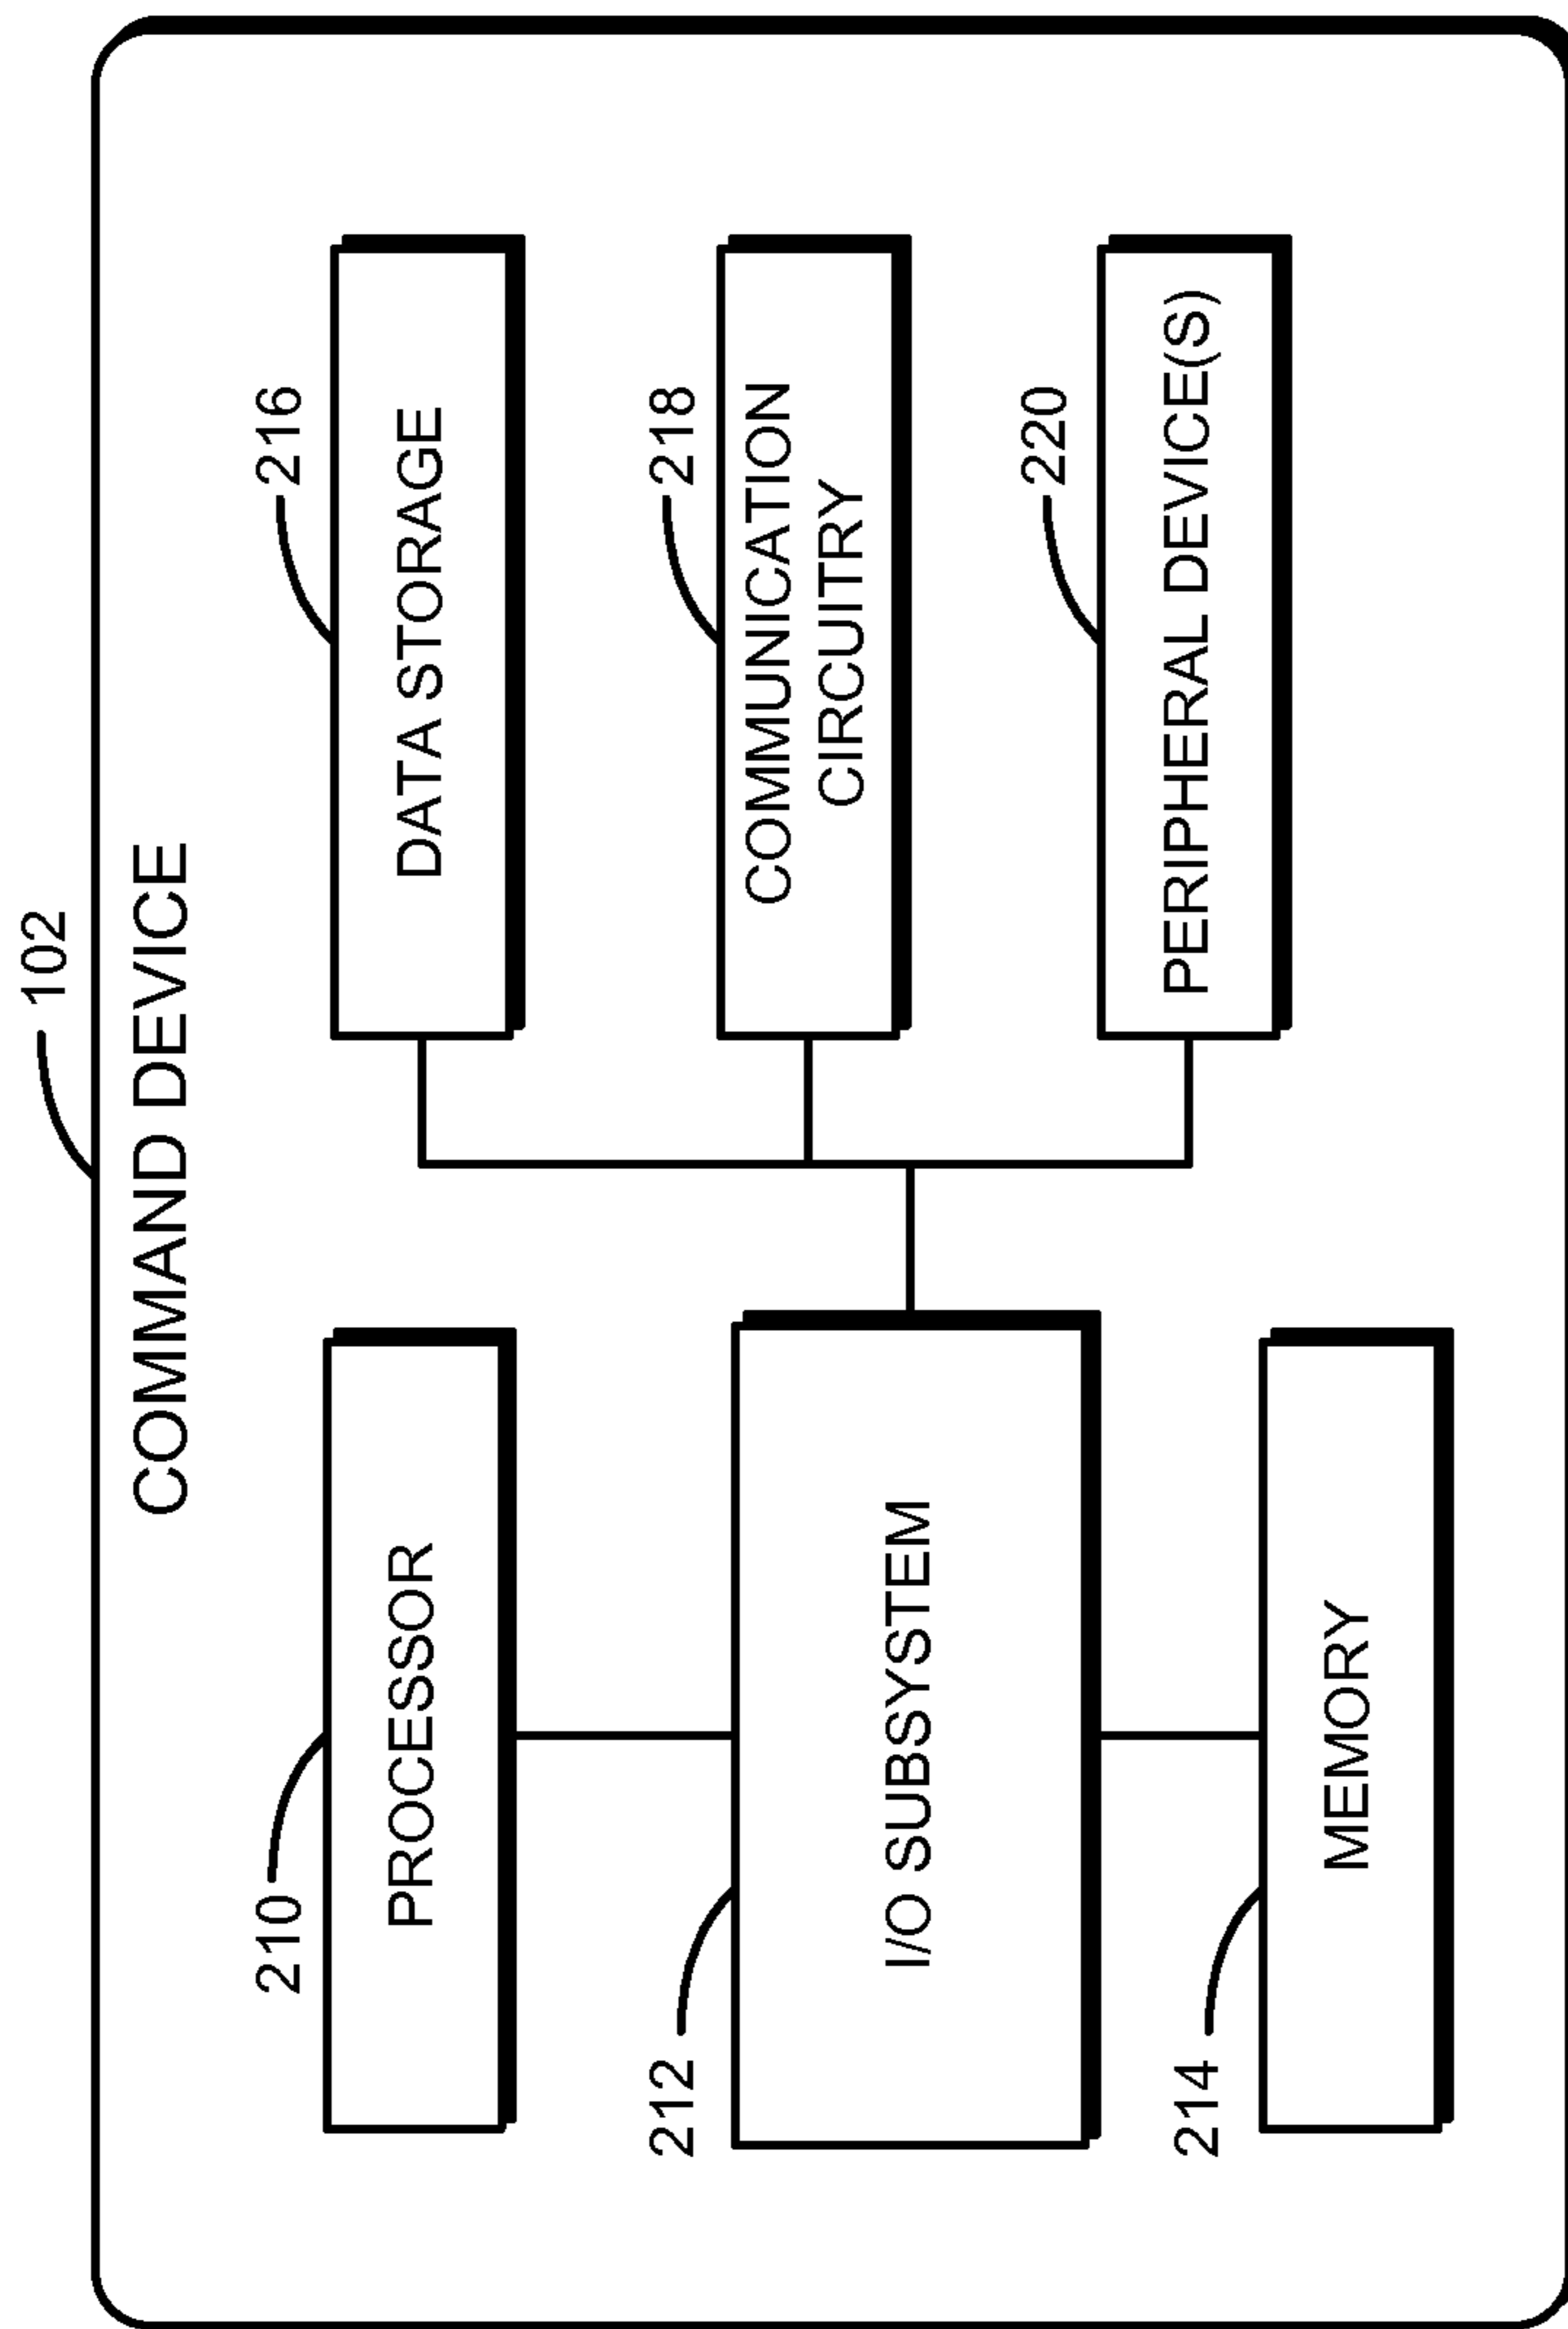 102
COMMAND DEVICE
210
PROCESSOR
212
I/O SUBSYSTEM
214
MEMORY
216
DATA STORAGE
218
COMMUNICATION
CIRCUITRY
220
PERIPHERAL DEVICE(S)